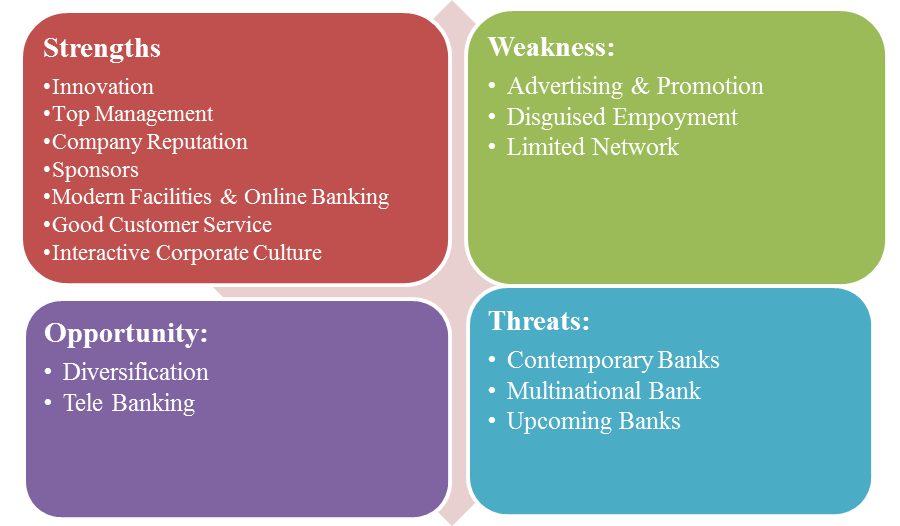 Strengths
•Innovation
•Top Management
•Company Reputation
•Sponsors
•Modern Facilities & Online Banking
•Good Customer Service
•Interactive Corporate Culture
Weakness:
• Advertising & Promotion
• Disguised Empoyment
• Limited Network
Opportunity:
• Diversification
• Tele Banking
Threats:
• Contemporary Banks
• Multinational Bank
• Upcoming Banks